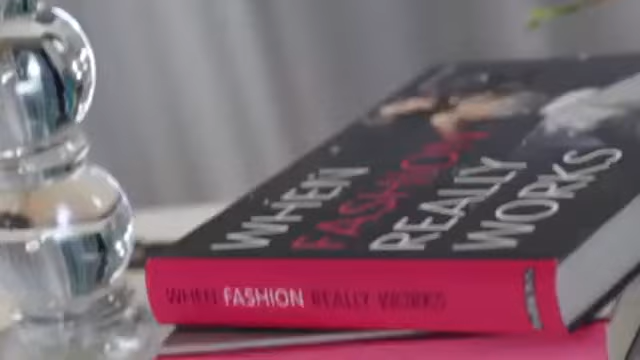 WHEN
FASHION
REALLY
WORKS
WHEN FASHION REALLY WORKS